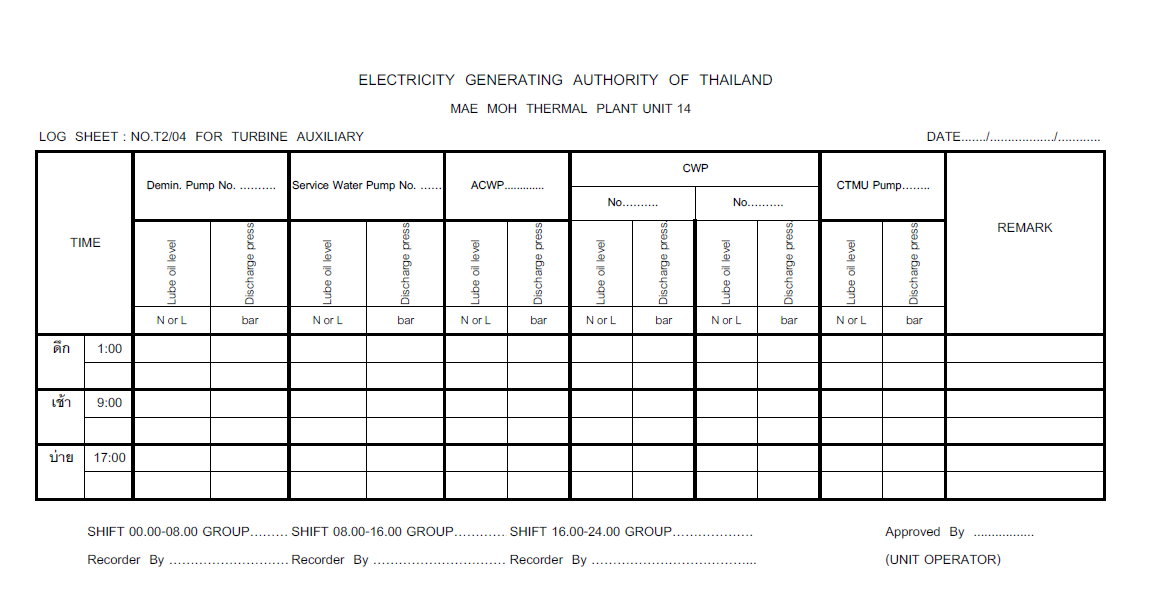 ELECTRICITY GENERATING AUTHORITY OF THAILAND
MAE MOH THERMAL PLANT UNIT 14
LOG SHEET : NO.T2/04 FOR TURBINE AUXILIARY DATE......./................../............
TIME Demin. Pump No. ………. Service Water Pump No. …... ACWP............. CWP CTMU Pump…….. REMARK
No………. No……….
Lube oil level Discharge press. Lube oil level Discharge press. Lube oil level Discharge press. Lube oil level Discharge press. Lube oil level Discharge press. Lube oil level Discharge press.
N or L bar N or L bar N or L bar N or L bar N or L bar N or L bar
ดึก 1:00
เช้า 9:00
บ่าย 17:00
SHIFT 00.00-08.00 GROUP……… SHIFT 08.00-16.00 GROUP………… SHIFT 16.00-24.00 GROUP……………….. Approved By .................
Recorder By ………………………. Recorder By …………………………. Recorder By ………………………………... (UNIT OPERATOR)